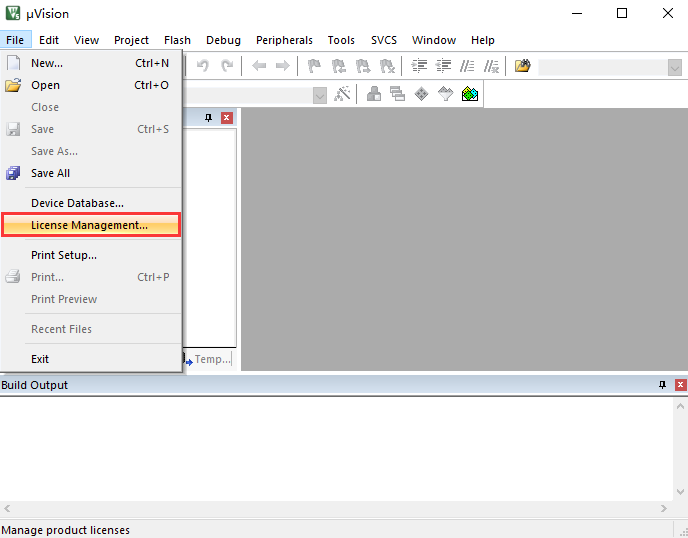 µVision
File Edit View Project Flash Debug Peripherals Tools SVCS Window Help
New... Ctrl+N
Open Ctrl+O
Close
Save Ctrl+S
Save As...
Save All
Device Database...
License Management...
Print Setup...
Print... Ctrl+P
Print Preview
Recent Files
Exit
Temp...
Build Output
Manage product licenses